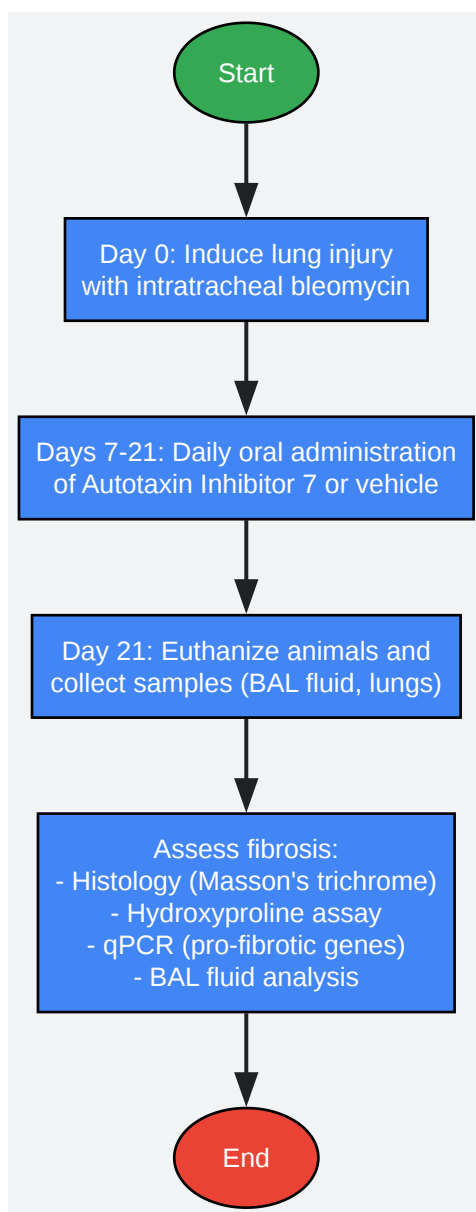 Start
Day 0: Induce lung injury
with intratracheal bleomycin
Days 7-21: Daily oral administration
of Autotaxin Inhibitor 7 or vehicle
Day 21: Euthanize animals and
collect samples (BAL fluid, lungs)
Assess fibrosis:
- Histology (Masson's trichrome)
- Hydroxyproline assay
- qPCR (pro-fibrotic genes)
- BAL fluid analysis
End